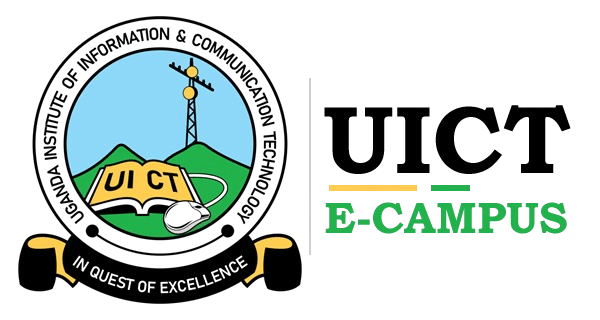 UGANDA INSTITUTE OF INFORMATION & COMMUNICATION TECHNOLOGY
UI CT
IN QUEST OF EXCELLENCE
UICT
E-CAMPUS